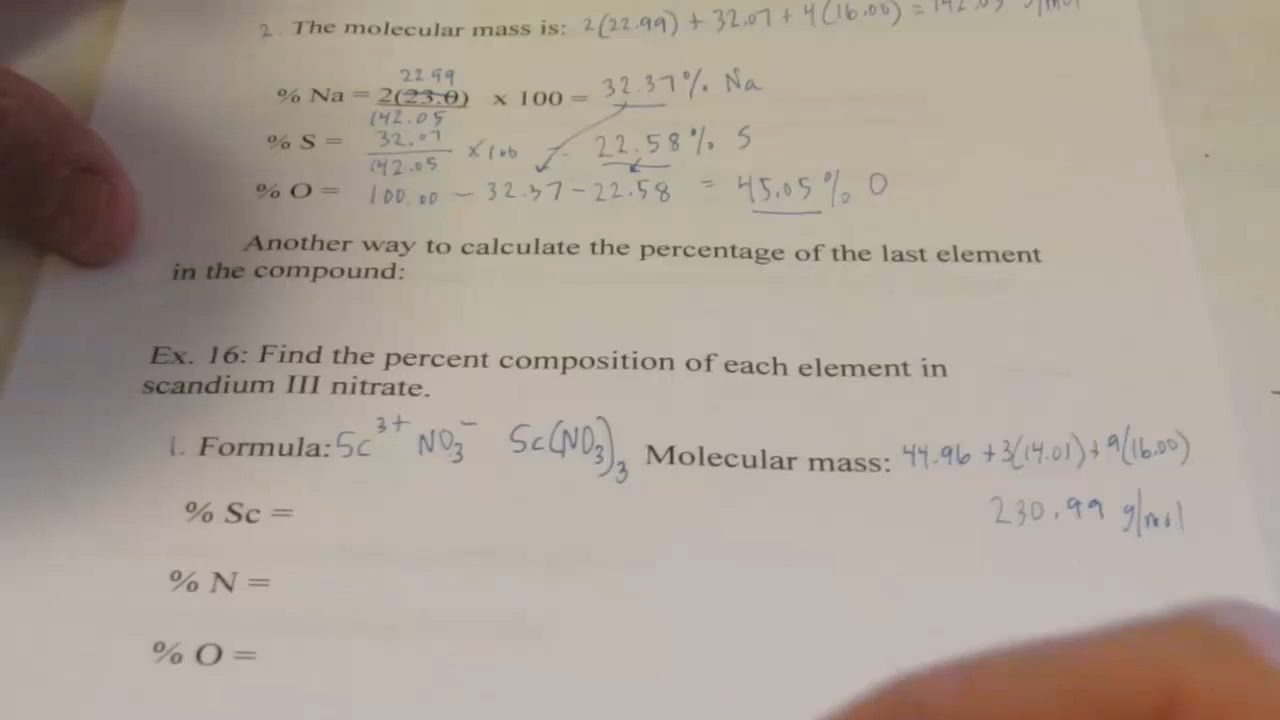 2. The molecular mass is: 2(22.99) + 32.07 + 4(16.00) = 142.05 g/mol
22.99
% Na = 2(23.0) x 100 = 32.37% Na
142.05
% S = 32.07 x 100 = 22.58% S
142.05
% O = 100.00 - 32.37 - 22.58 = 45.05% O
Another way to calculate the percentage of the last element
in the compound:
Ex. 16: Find the percent composition of each element in
scandium III nitrate.
1. Formula: Sc³⁺ NO₃⁻ Sc(NO₃)₃ Molecular mass: 44.96 + 3(14.01) + 9(16.00)
230.99 g/mol
% Sc =
% N =
% O =